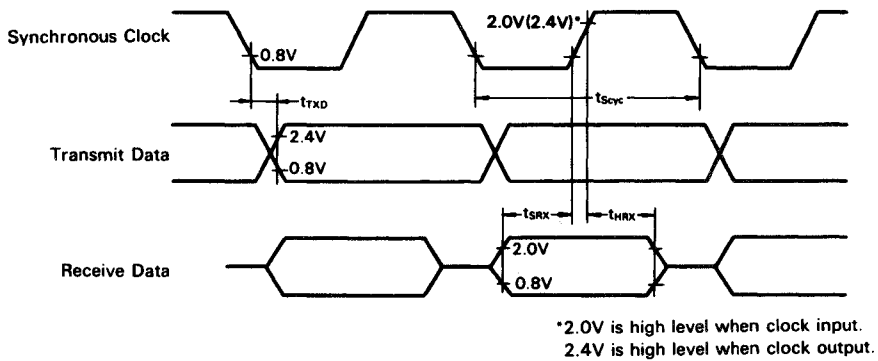 Synchronous Clock
2.0V(2.4V)*
0.8V
tTXD
tScyc
Transmit Data
2.4V
0.8V
tSRX
tHRX
Receive Data
2.0V
0.8V
*2.0V is high level when clock input.
2.4V is high level when clock output.